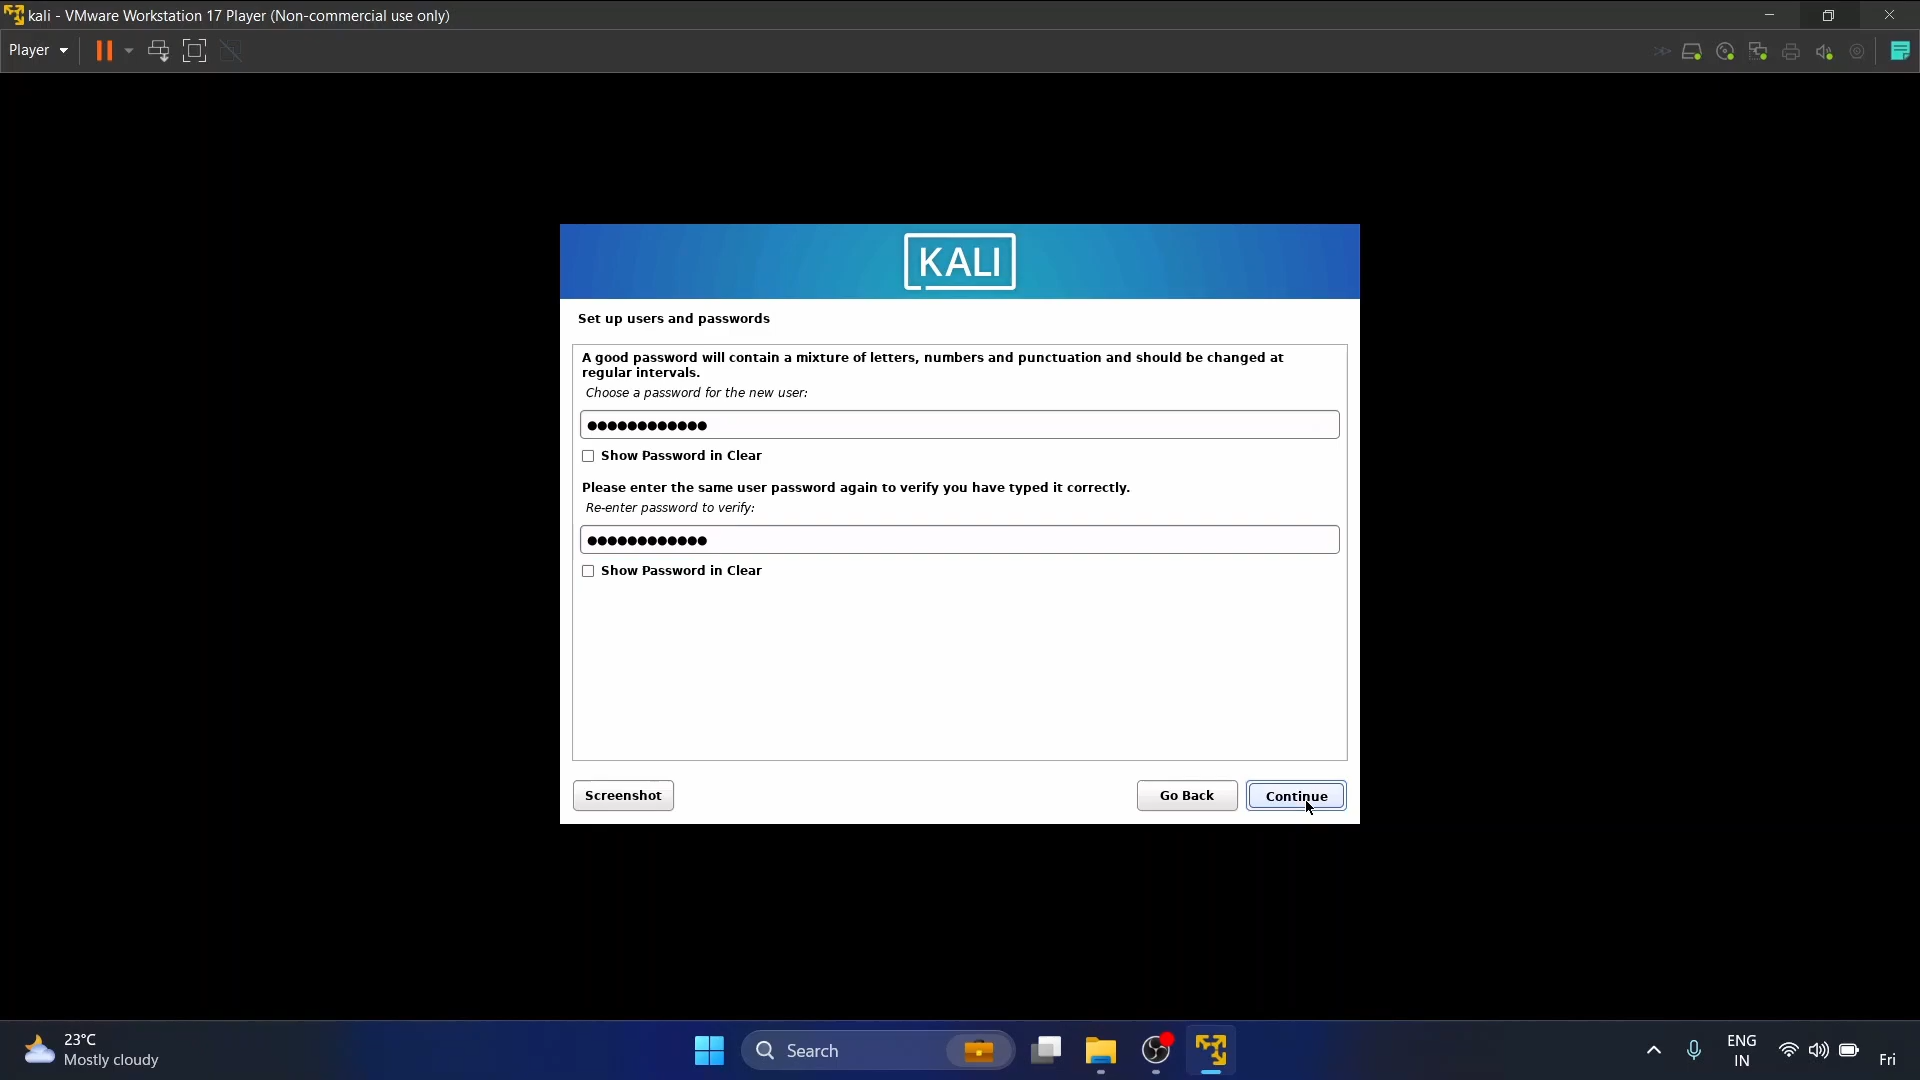 kali - VMware Workstation 17 Player (Non-commercial use only)
Player
KALI
Set up users and passwords
A good password will contain a mixture of letters, numbers and punctuation and should be changed at
regular intervals.
Choose a password for the new user:
●●●●●●●●●●●●
Show Password in Clear
Please enter the same user password again to verify you have typed it correctly.
Re-enter password to verify:
●●●●●●●●●●●●
Show Password in Clear
Screenshot
Go Back
Continue
23°C
Mostly cloudy
Search
ENG
IN
Fri